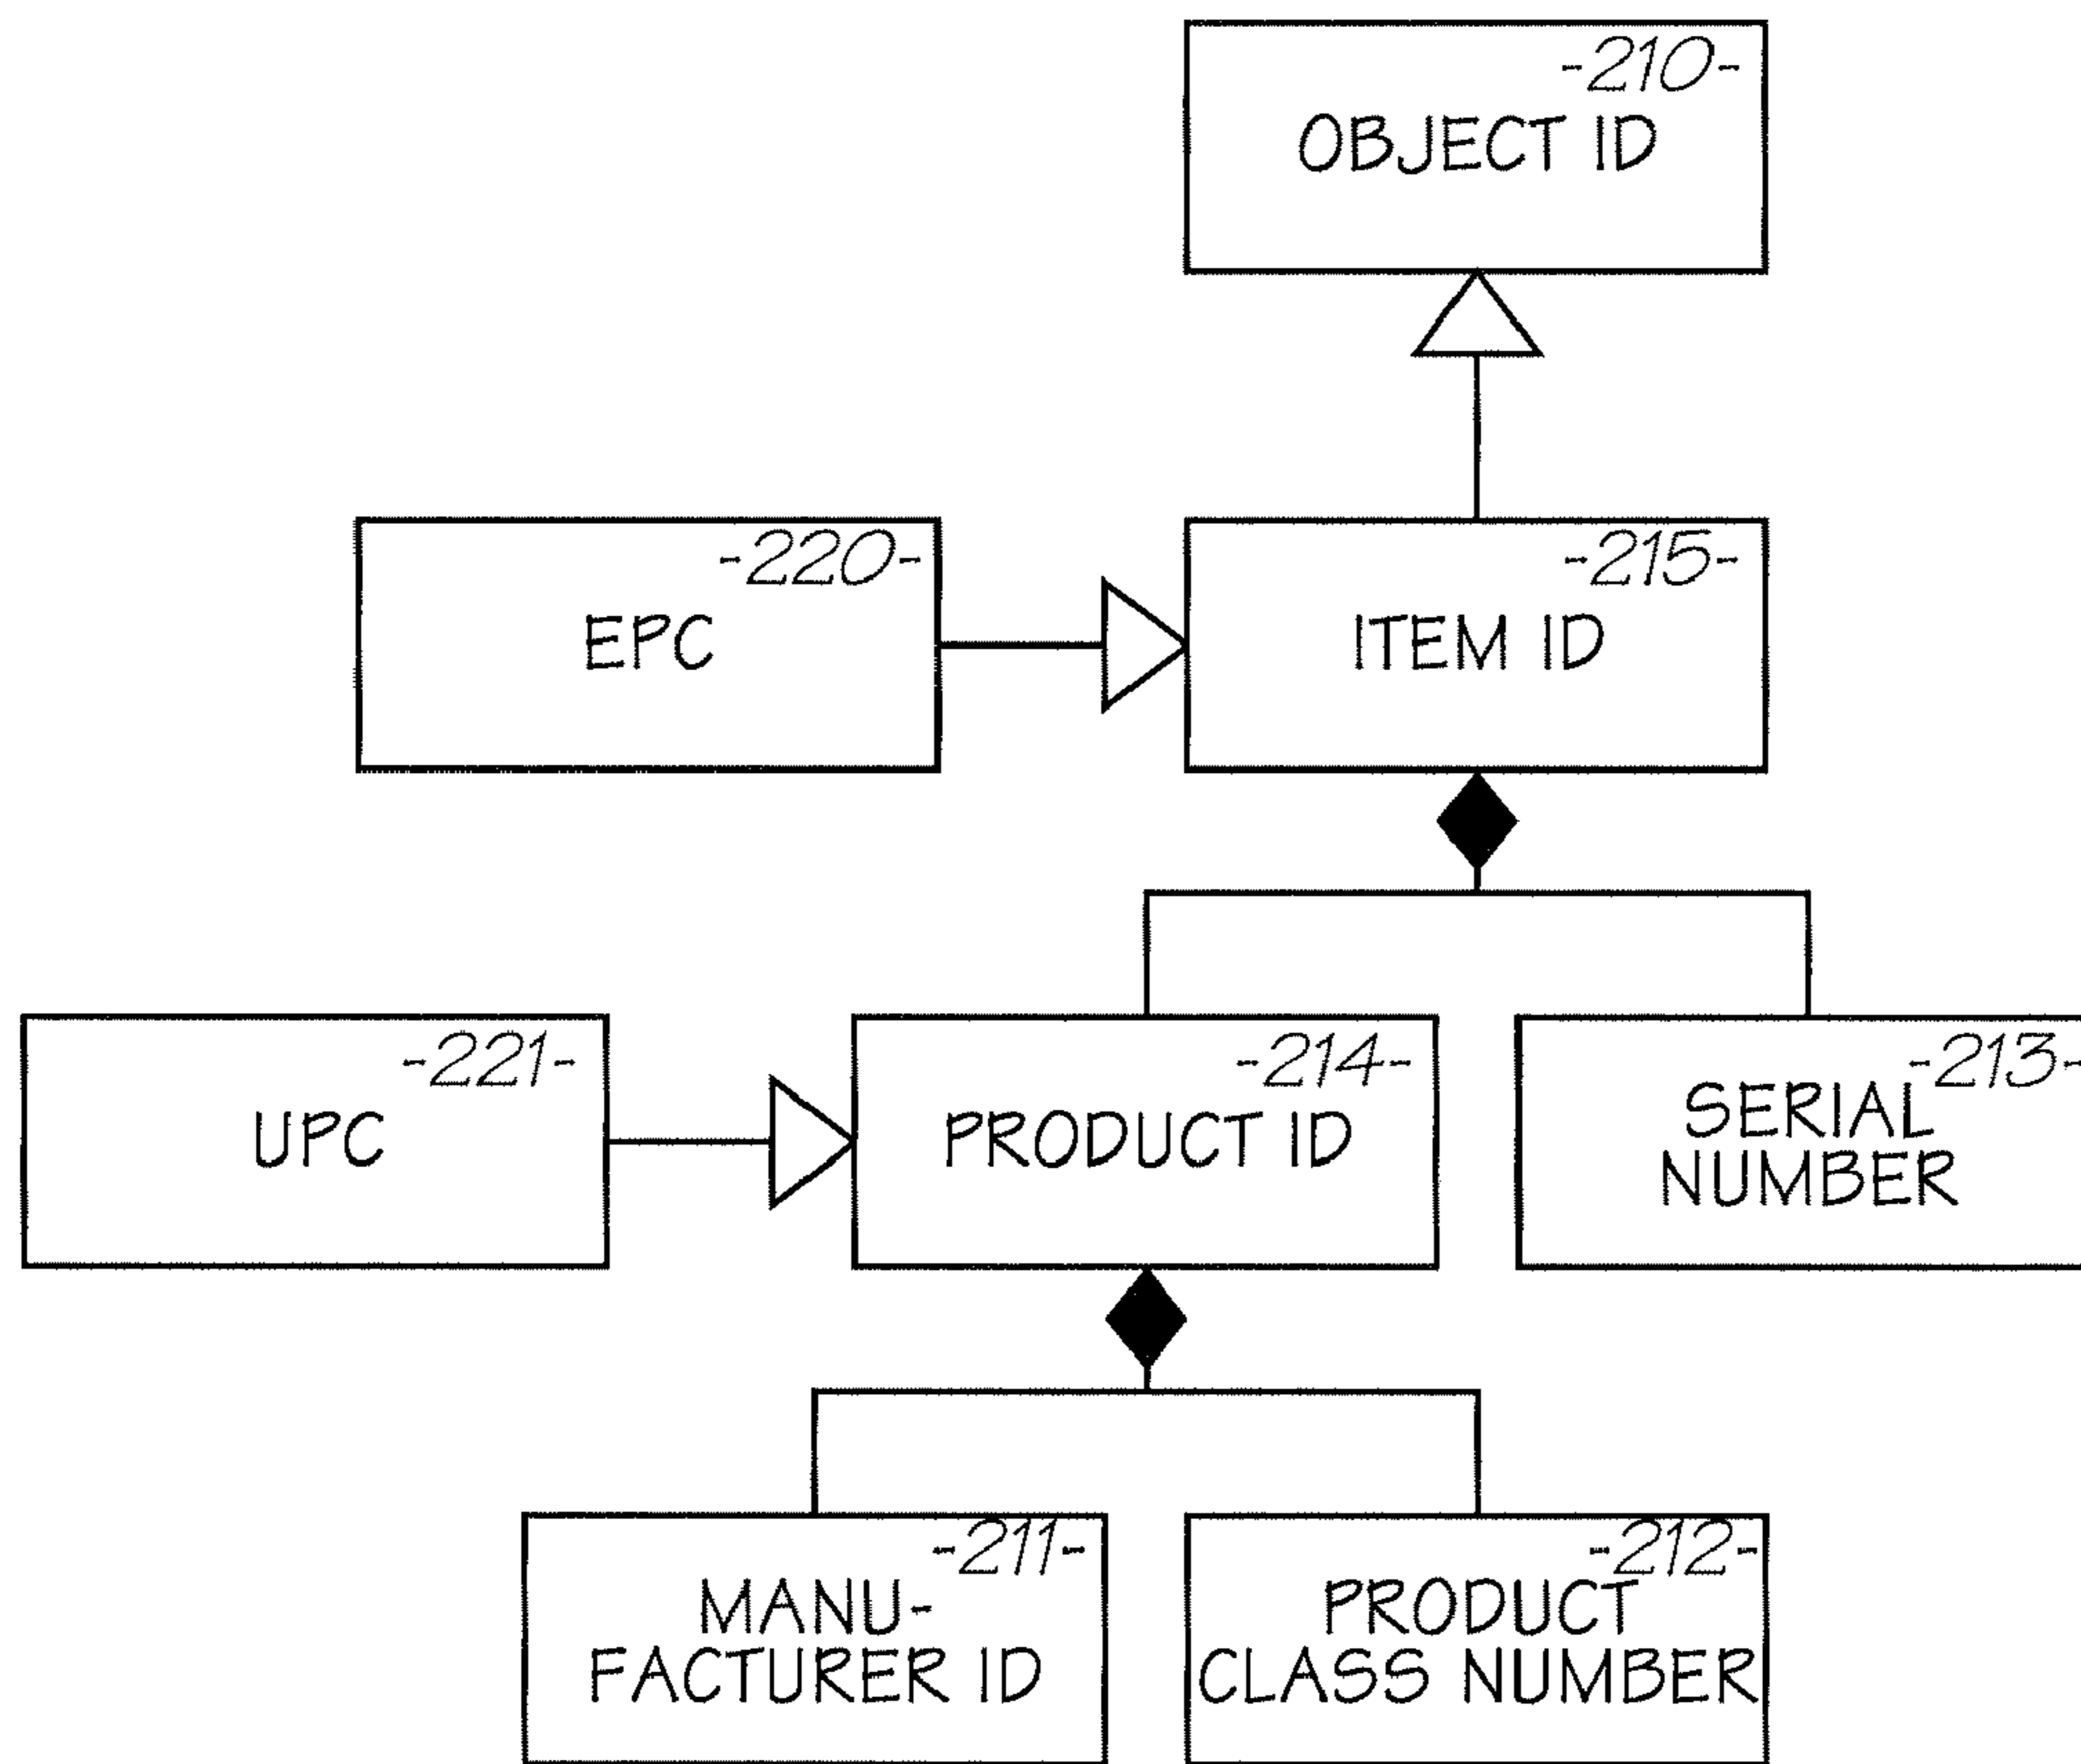 -210-
OBJECT ID
-220-
EPC
-215-
ITEM ID
-221-
UPC
-214-
PRODUCT ID
-213-
SERIAL
NUMBER
-211-
MANU-
FACTURER ID
-212-
PRODUCT
CLASS NUMBER